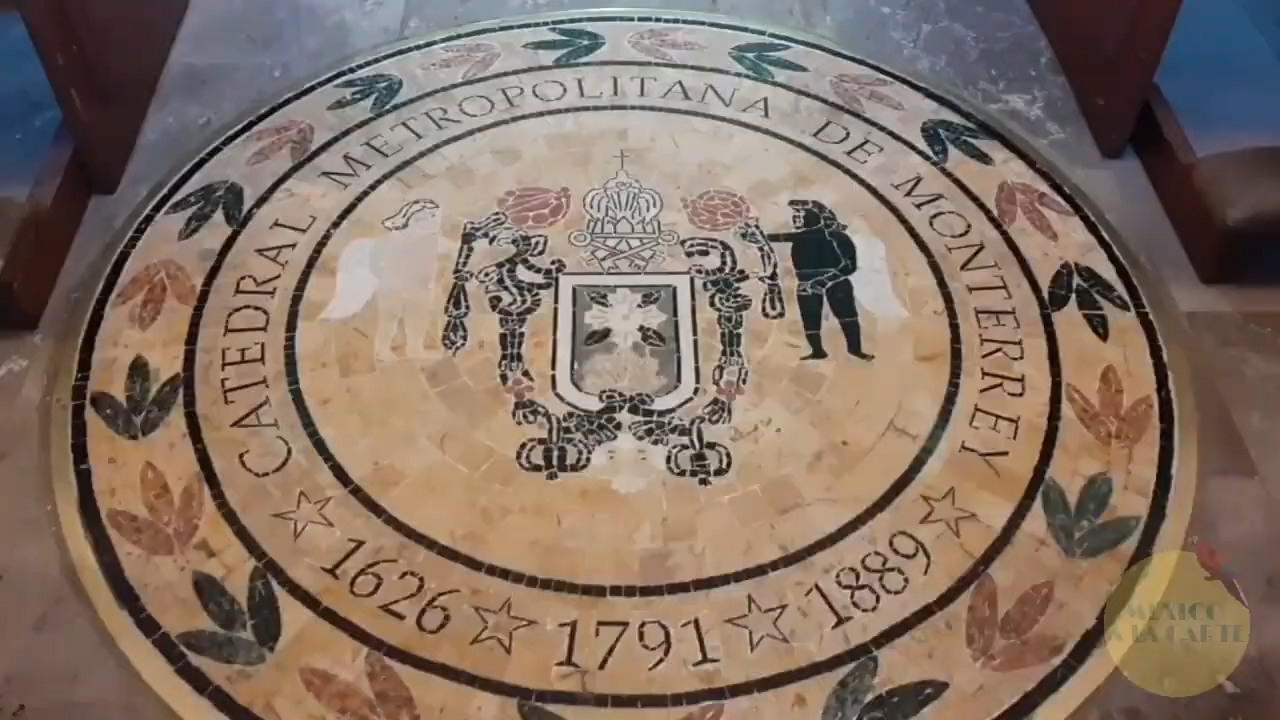 CATEDRAL METROPOLITANA DE MONTERREY
1626 1791 1889
MEXICO
A LA CARTE